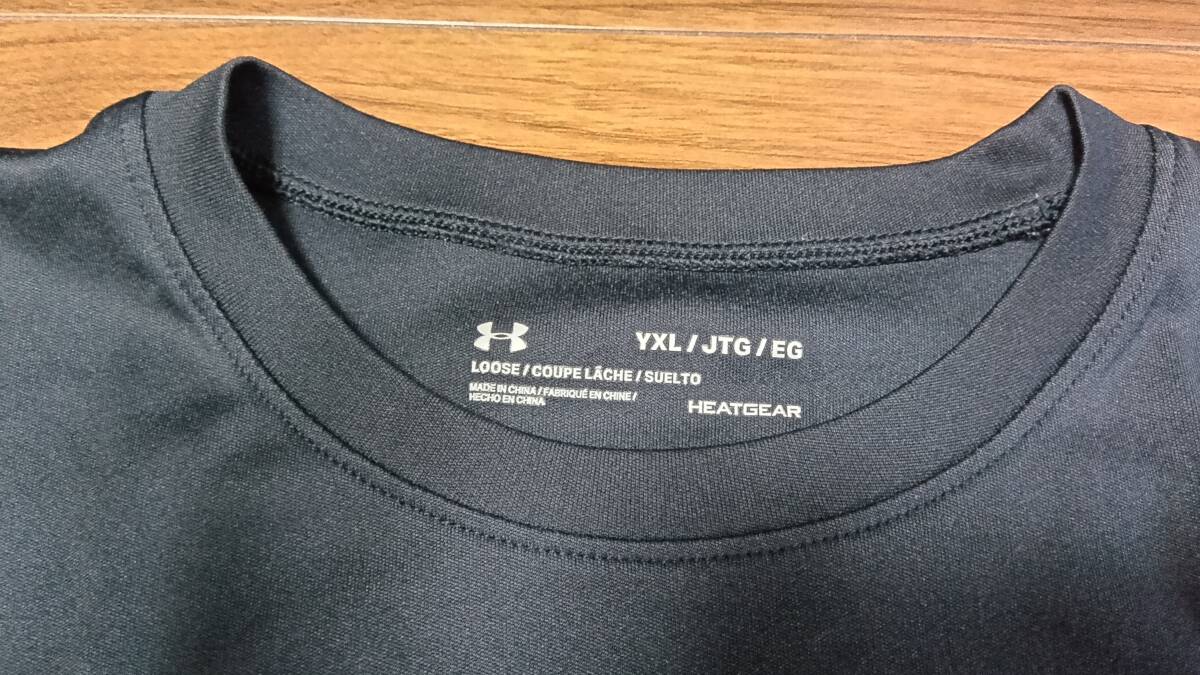 YXL / JTG / EG
LOOSE / COUPE LÂCHE / SUELTO
MADE IN CHINA / FABRIQUÉ EN CHINE /
HECHO EN CHINA
HEATGEAR